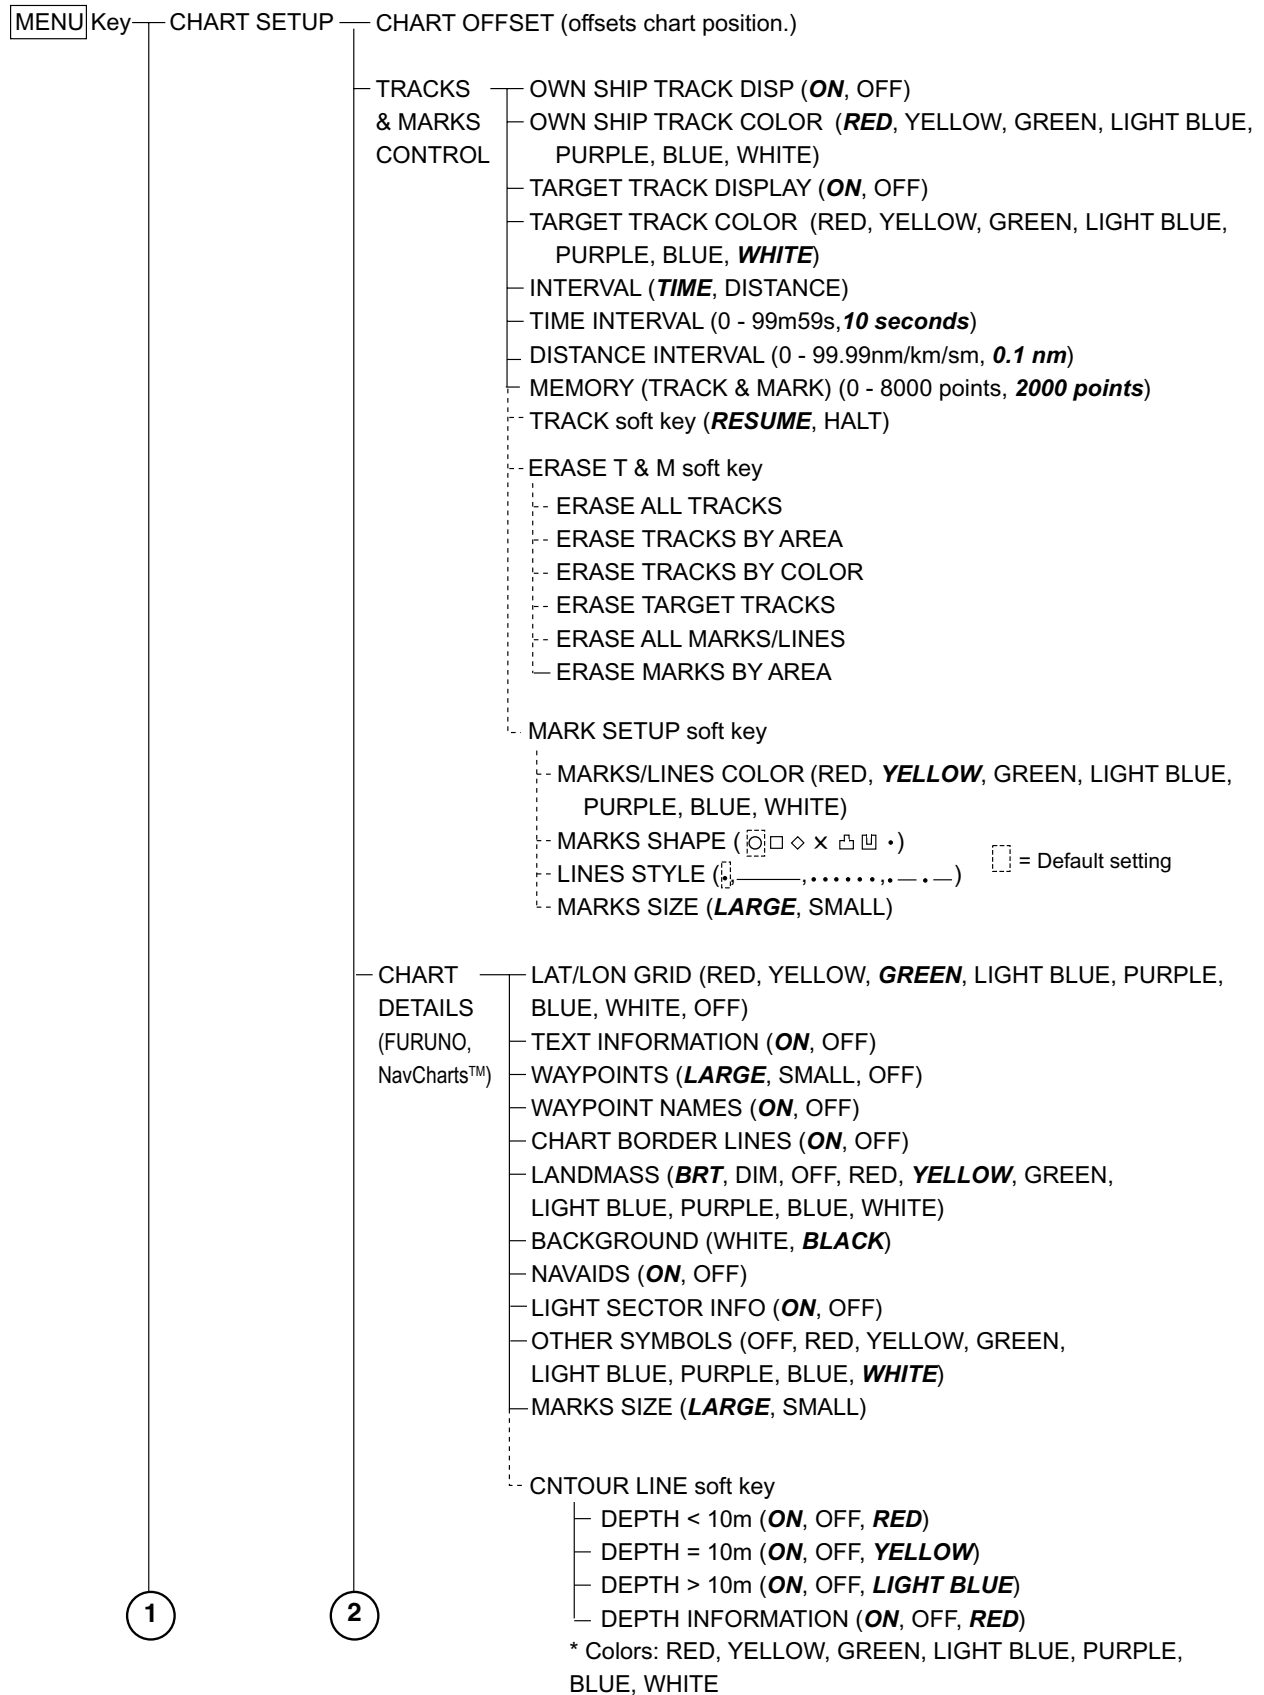 MENU Key CHART SETUP CHART OFFSET (offsets chart position.)
TRACKS & MARKS CONTROL
OWN SHIP TRACK DISP (ON, OFF)
OWN SHIP TRACK COLOR (RED, YELLOW, GREEN, LIGHT BLUE,
PURPLE, BLUE, WHITE)
TARGET TRACK DISPLAY (ON, OFF)
TARGET TRACK COLOR (RED, YELLOW, GREEN, LIGHT BLUE,
PURPLE, BLUE, WHITE)
INTERVAL (TIME, DISTANCE)
TIME INTERVAL (0 - 99m59s,10 seconds)
DISTANCE INTERVAL (0 - 99.99nm/km/sm, 0.1 nm)
MEMORY (TRACK & MARK) (0 - 8000 points, 2000 points)
TRACK soft key (RESUME, HALT)
ERASE T & M soft key
ERASE ALL TRACKS
ERASE TRACKS BY AREA
ERASE TRACKS BY COLOR
ERASE TARGET TRACKS
ERASE ALL MARKS/LINES
ERASE MARKS BY AREA
MARK SETUP soft key
MARKS/LINES COLOR (RED, YELLOW, GREEN, LIGHT BLUE,
PURPLE, BLUE, WHITE)
MARKS SHAPE ( ○ □ ◇ × 凸 凹 • )
LINES STYLE (•, ———, • • • • • •, • — • —)
= Default setting
MARKS SIZE (LARGE, SMALL)
CHART
DETAILS
(FURUNO,
NavCharts™)
LAT/LON GRID (RED, YELLOW, GREEN, LIGHT BLUE, PURPLE,
BLUE, WHITE, OFF)
TEXT INFORMATION (ON, OFF)
WAYPOINTS (LARGE, SMALL, OFF)
WAYPOINT NAMES (ON, OFF)
CHART BORDER LINES (ON, OFF)
LANDMASS (BRT, DIM, OFF, RED, YELLOW, GREEN,
LIGHT BLUE, PURPLE, BLUE, WHITE)
BACKGROUND (WHITE, BLACK)
NAVAIDS (ON, OFF)
LIGHT SECTOR INFO (ON, OFF)
OTHER SYMBOLS (OFF, RED, YELLOW, GREEN,
LIGHT BLUE, PURPLE, BLUE, WHITE)
MARKS SIZE (LARGE, SMALL)
CNTOUR LINE soft key
DEPTH < 10m (ON, OFF, RED)
DEPTH = 10m (ON, OFF, YELLOW)
DEPTH > 10m (ON, OFF, LIGHT BLUE)
DEPTH INFORMATION (ON, OFF, RED)
* Colors: RED, YELLOW, GREEN, LIGHT BLUE, PURPLE,
BLUE, WHITE
1
2